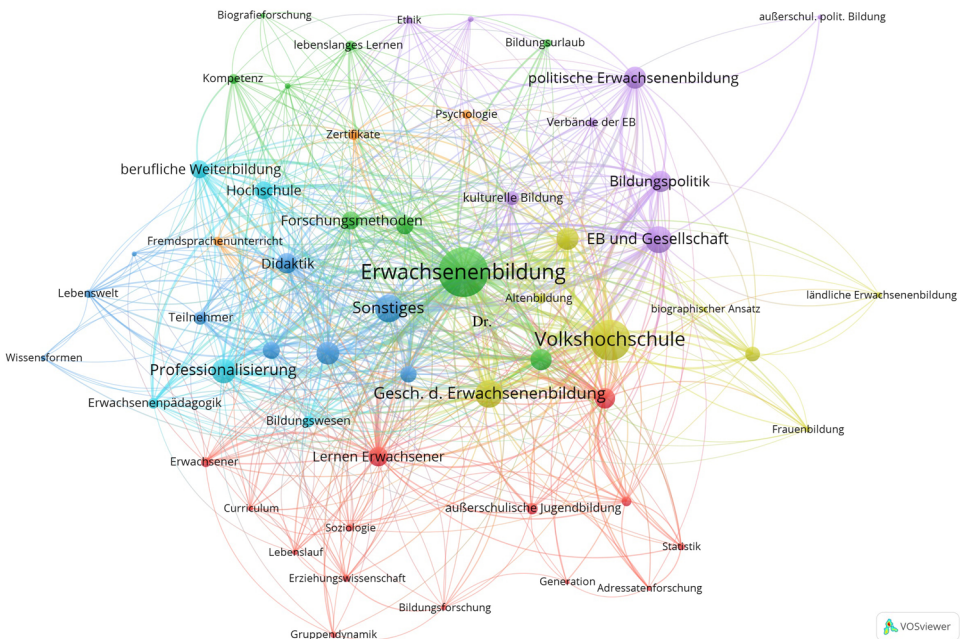 Biografieforschung
Ethik
außerschul. polit. Bildung
lebenslanges Lernen
Bildungsurlaub
Kompetenz
politische Erwachsenenbildung
Psychologie
Verbände der EB
Zertifikate
berufliche Weiterbildung
Bildungspolitik
Hochschule
kulturelle Bildung
Forschungsmethoden
Fremdsprachenunterricht
EB und Gesellschaft
Didaktik
Erwachsenenbildung
Lebenswelt
Altenbildung
ländliche Erwachsenenbildung
Sonstiges
biographischer Ansatz
Teilnehmer
Dr.
Volkshochschule
Wissensformen
Professionalisierung
Gesch. d. Erwachsenenbildung
Erwachsenenpädagogik
Bildungswesen
Frauenbildung
Lernen Erwachsener
Erwachsener
Curriculum
außerschulische Jugendbildung
Soziologie
Statistik
Lebenslauf
Erziehungswissenschaft
Generation
Adressatenforschung
Bildungsforschung
Gruppendynamik
VOSviewer